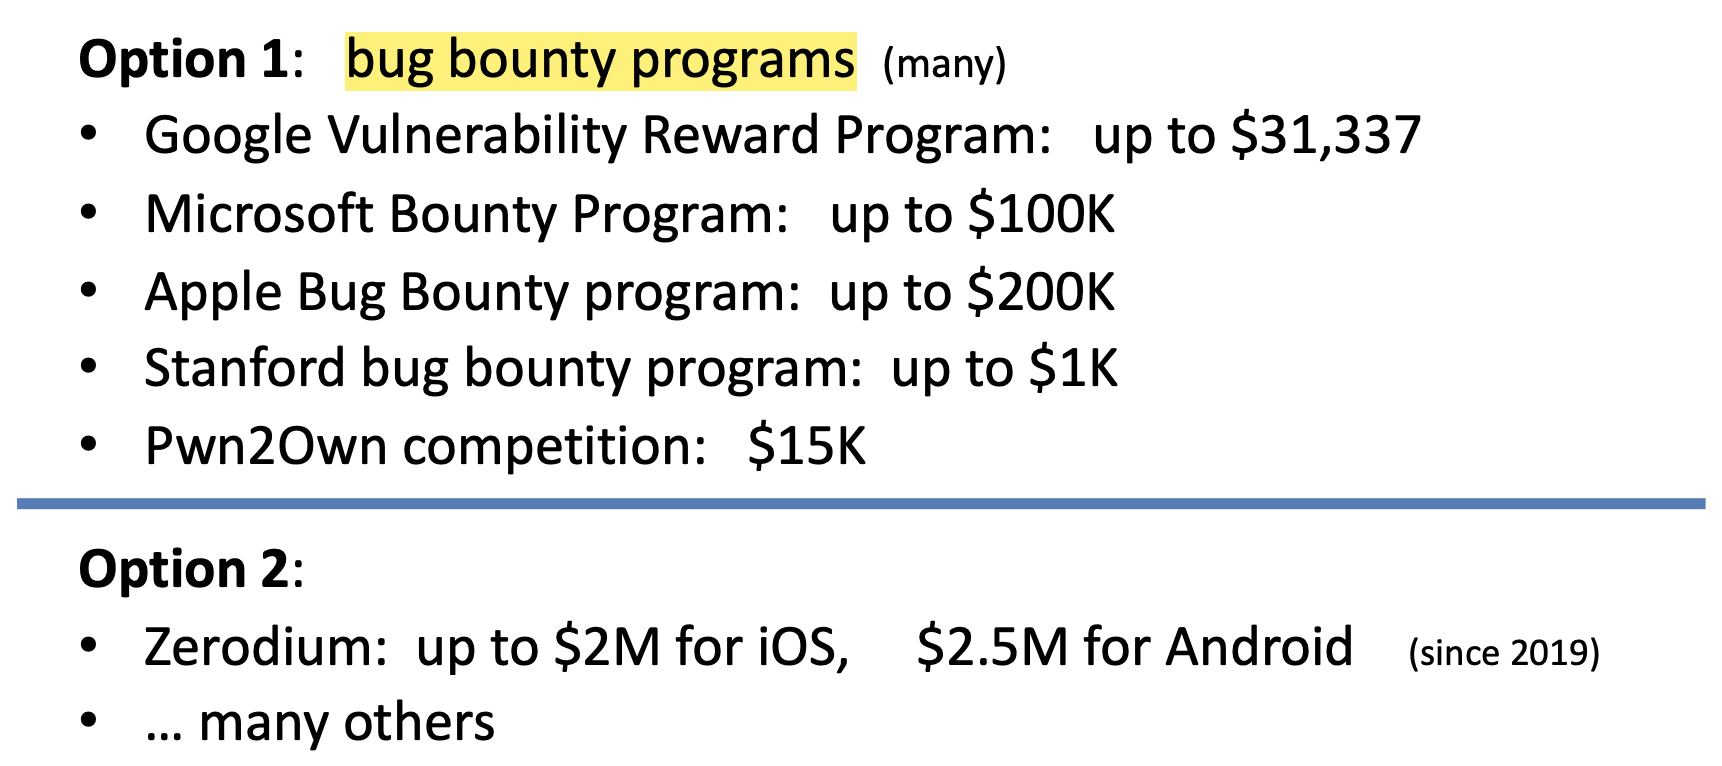 Option 1: bug bounty programs (many)
• Google Vulnerability Reward Program: up to $31,337
• Microsoft Bounty Program: up to $100K
• Apple Bug Bounty program: up to $200K
• Stanford bug bounty program: up to $1K
• Pwn2Own competition: $15K
Option 2:
• Zerodium: up to $2M for iOS, $2.5M for Android (since 2019)
• … many others